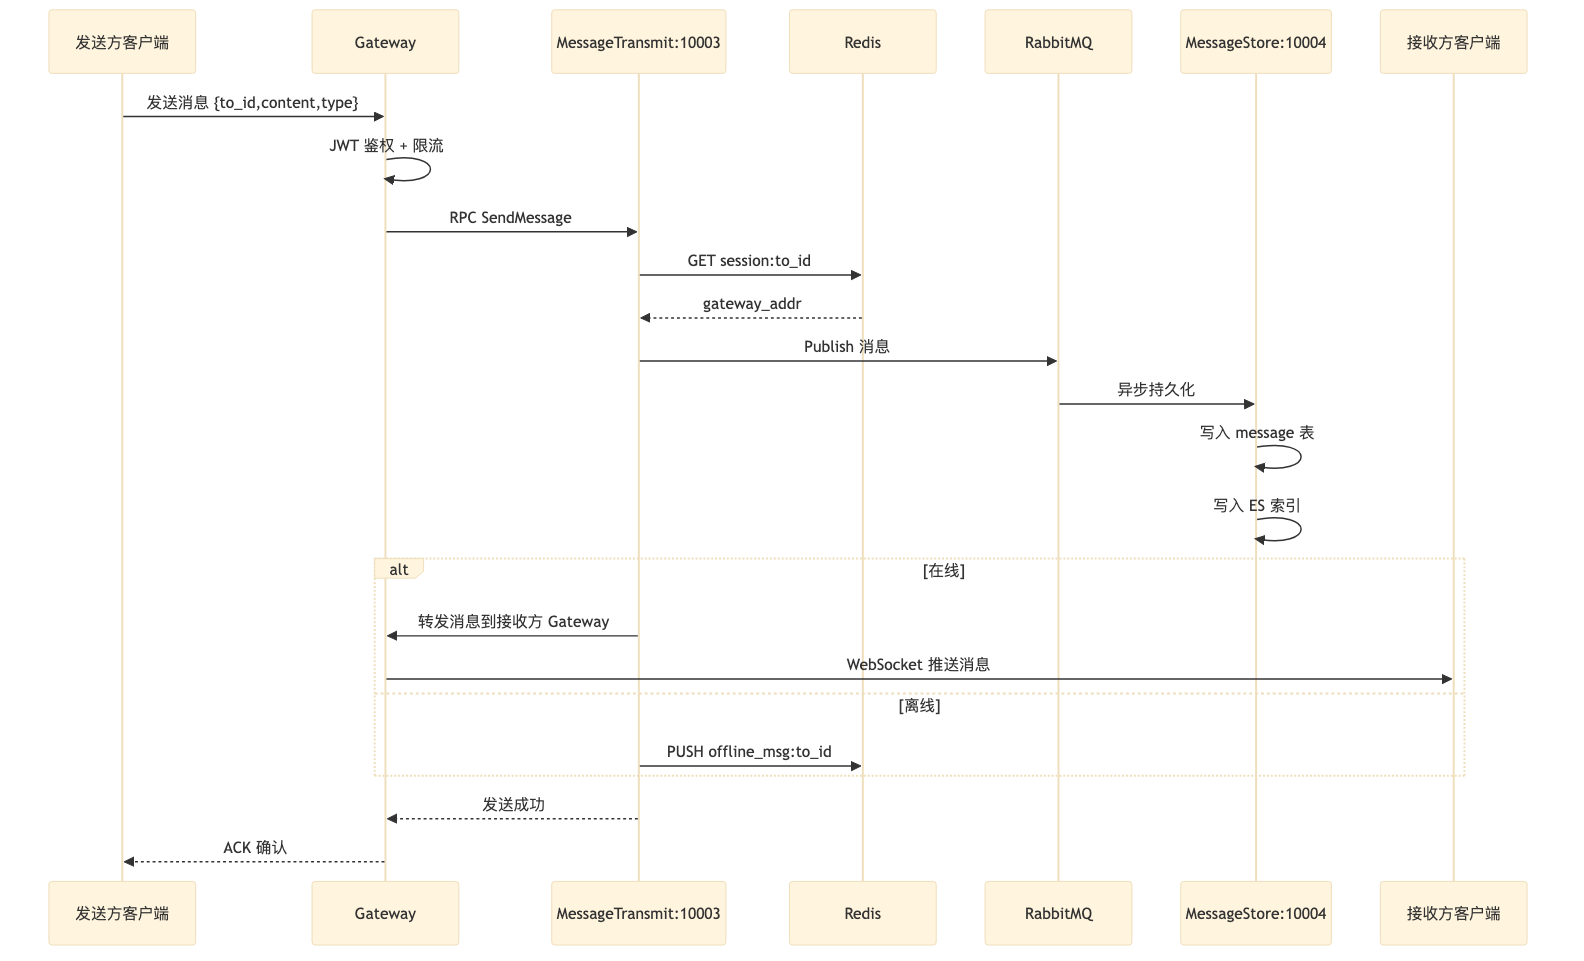 发送方客户端
Gateway
MessageTransmit:10003
Redis
RabbitMQ
MessageStore:10004
接收方客户端
发送消息 {to_id,content,type}
JWT 鉴权 + 限流
RPC SendMessage
GET session:to_id
gateway_addr
Publish 消息
异步持久化
写入 message 表
写入 ES 索引
alt
[在线]
转发消息到接收方 Gateway
WebSocket 推送消息
[离线]
PUSH offline_msg:to_id
发送成功
ACK 确认
发送方客户端
Gateway
MessageTransmit:10003
Redis
RabbitMQ
MessageStore:10004
接收方客户端